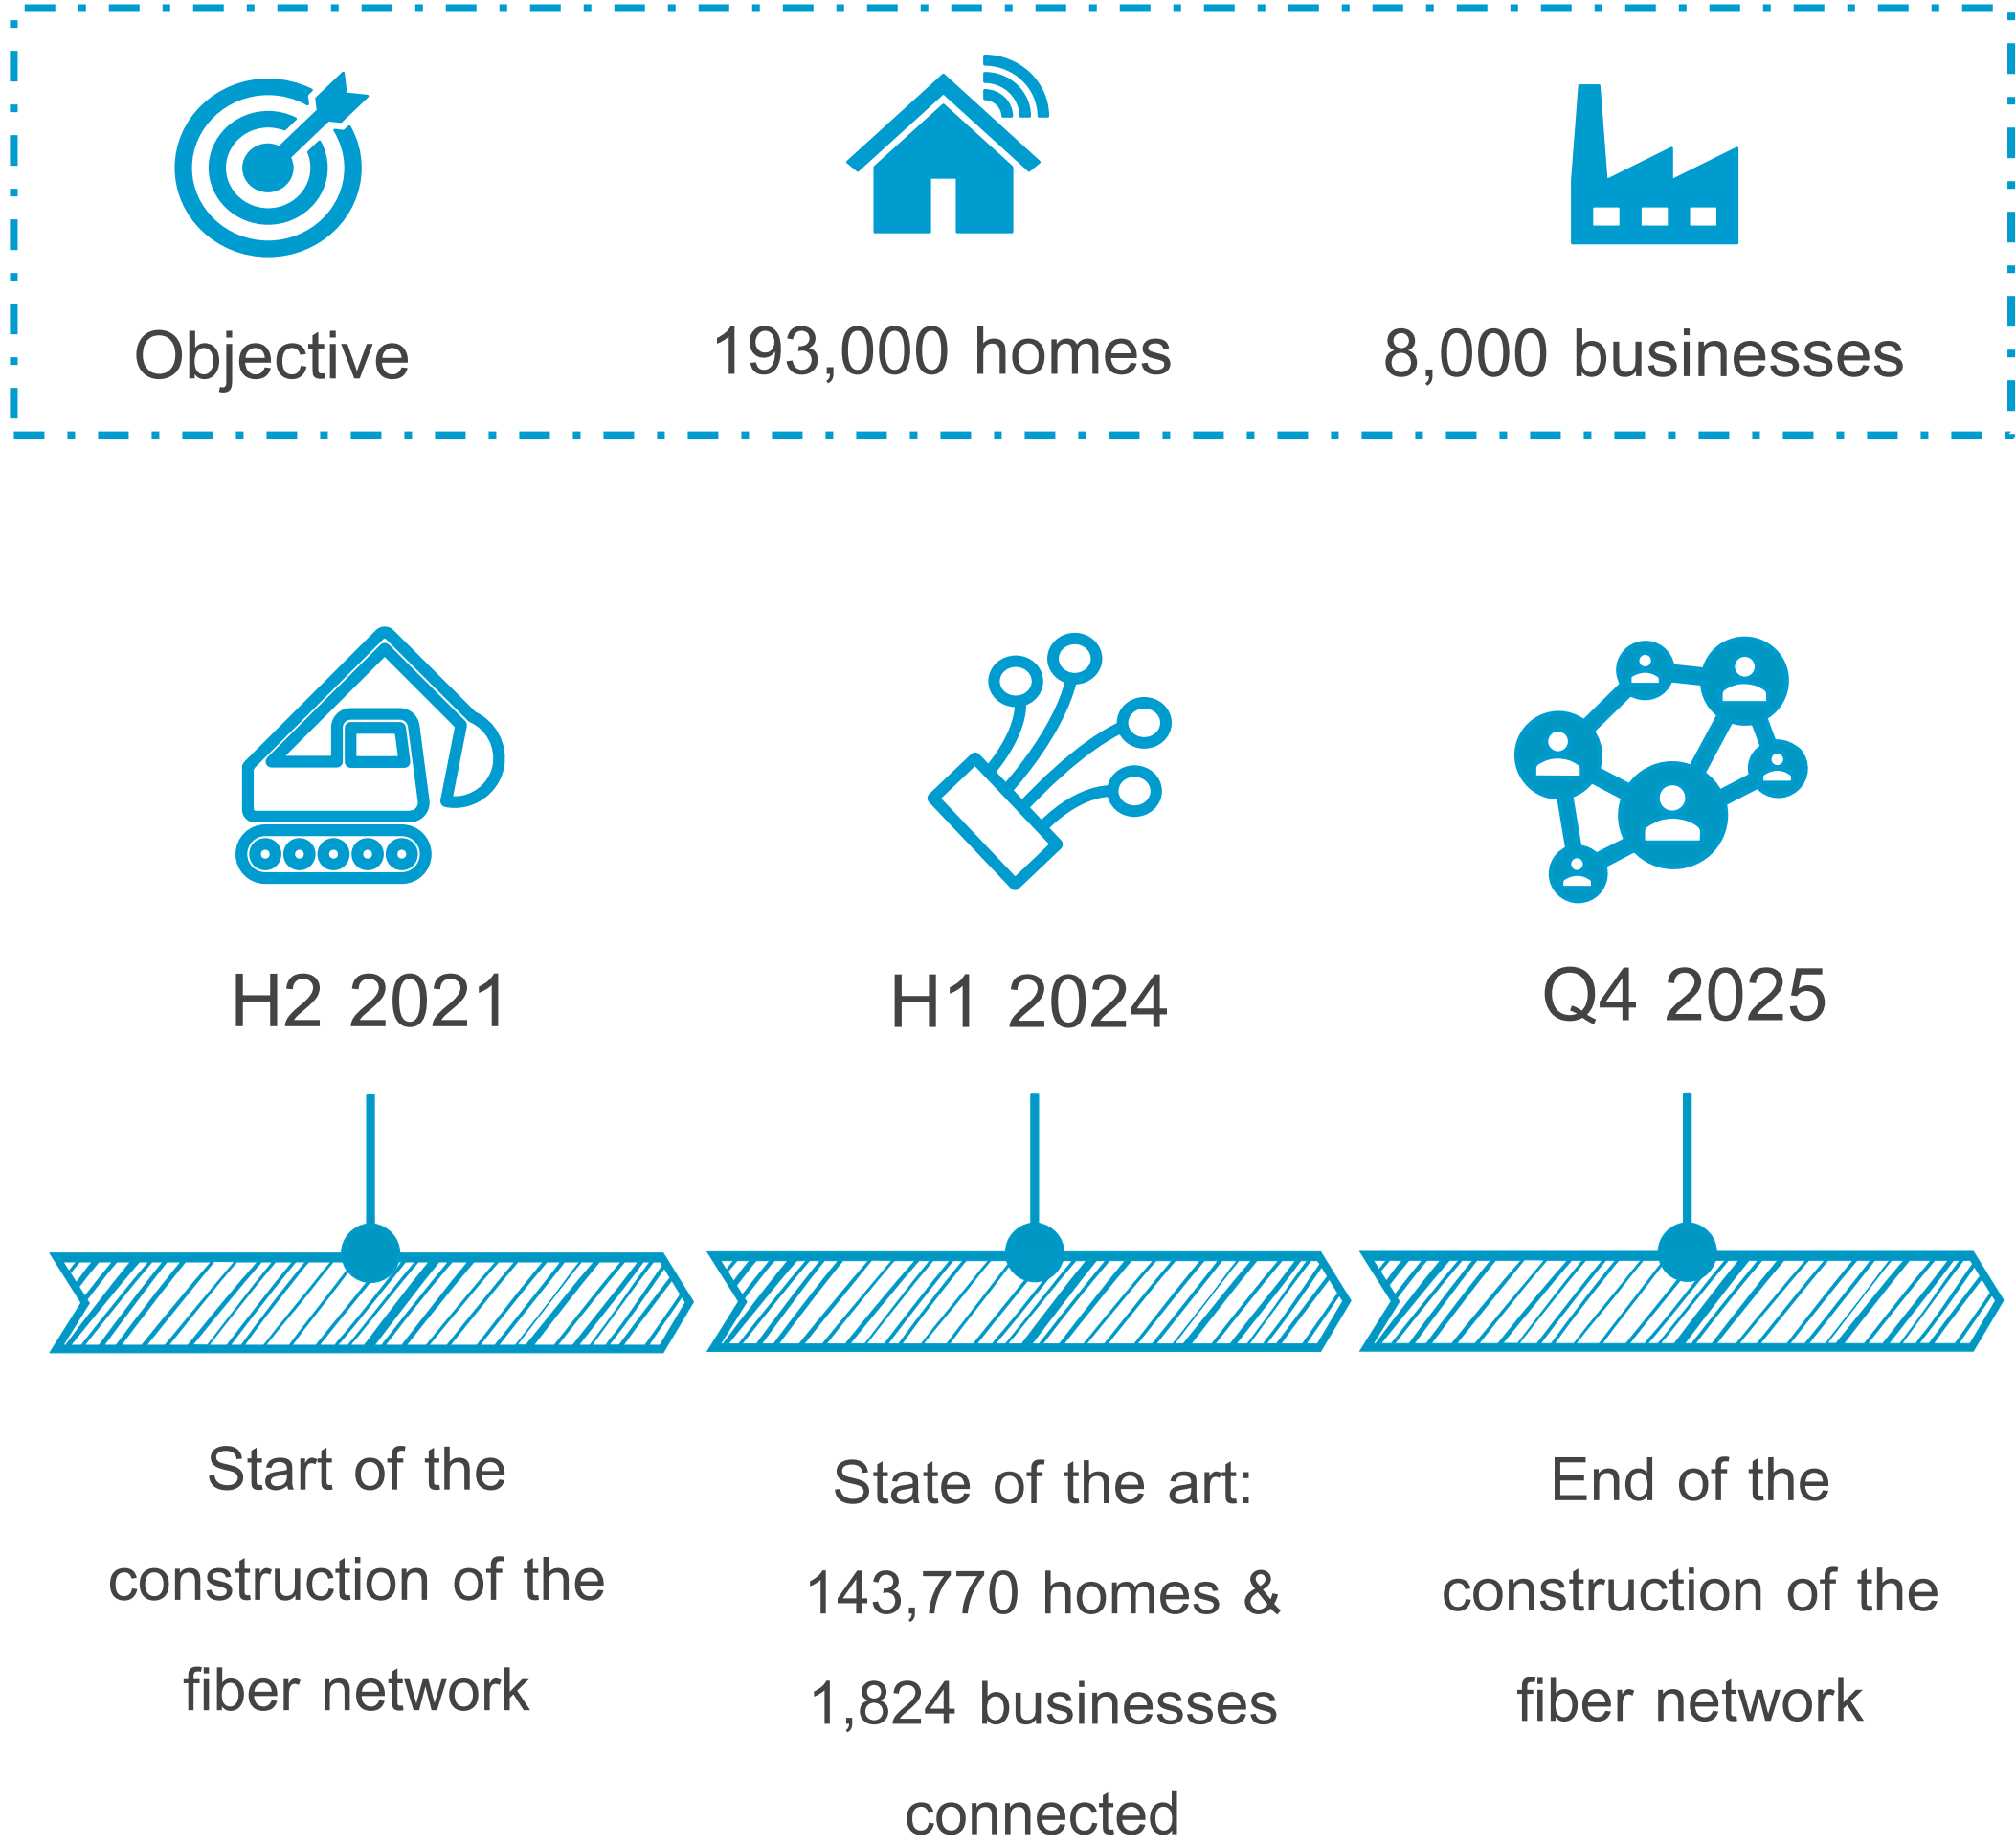 Objective
193,000 homes
8,000 businesses
H2 2021
H1 2024
Q4 2025
Start of the
construction of the
fiber network
State of the art:
143,770 homes &
1,824 businesses
connected
End of the
construction of the
fiber network